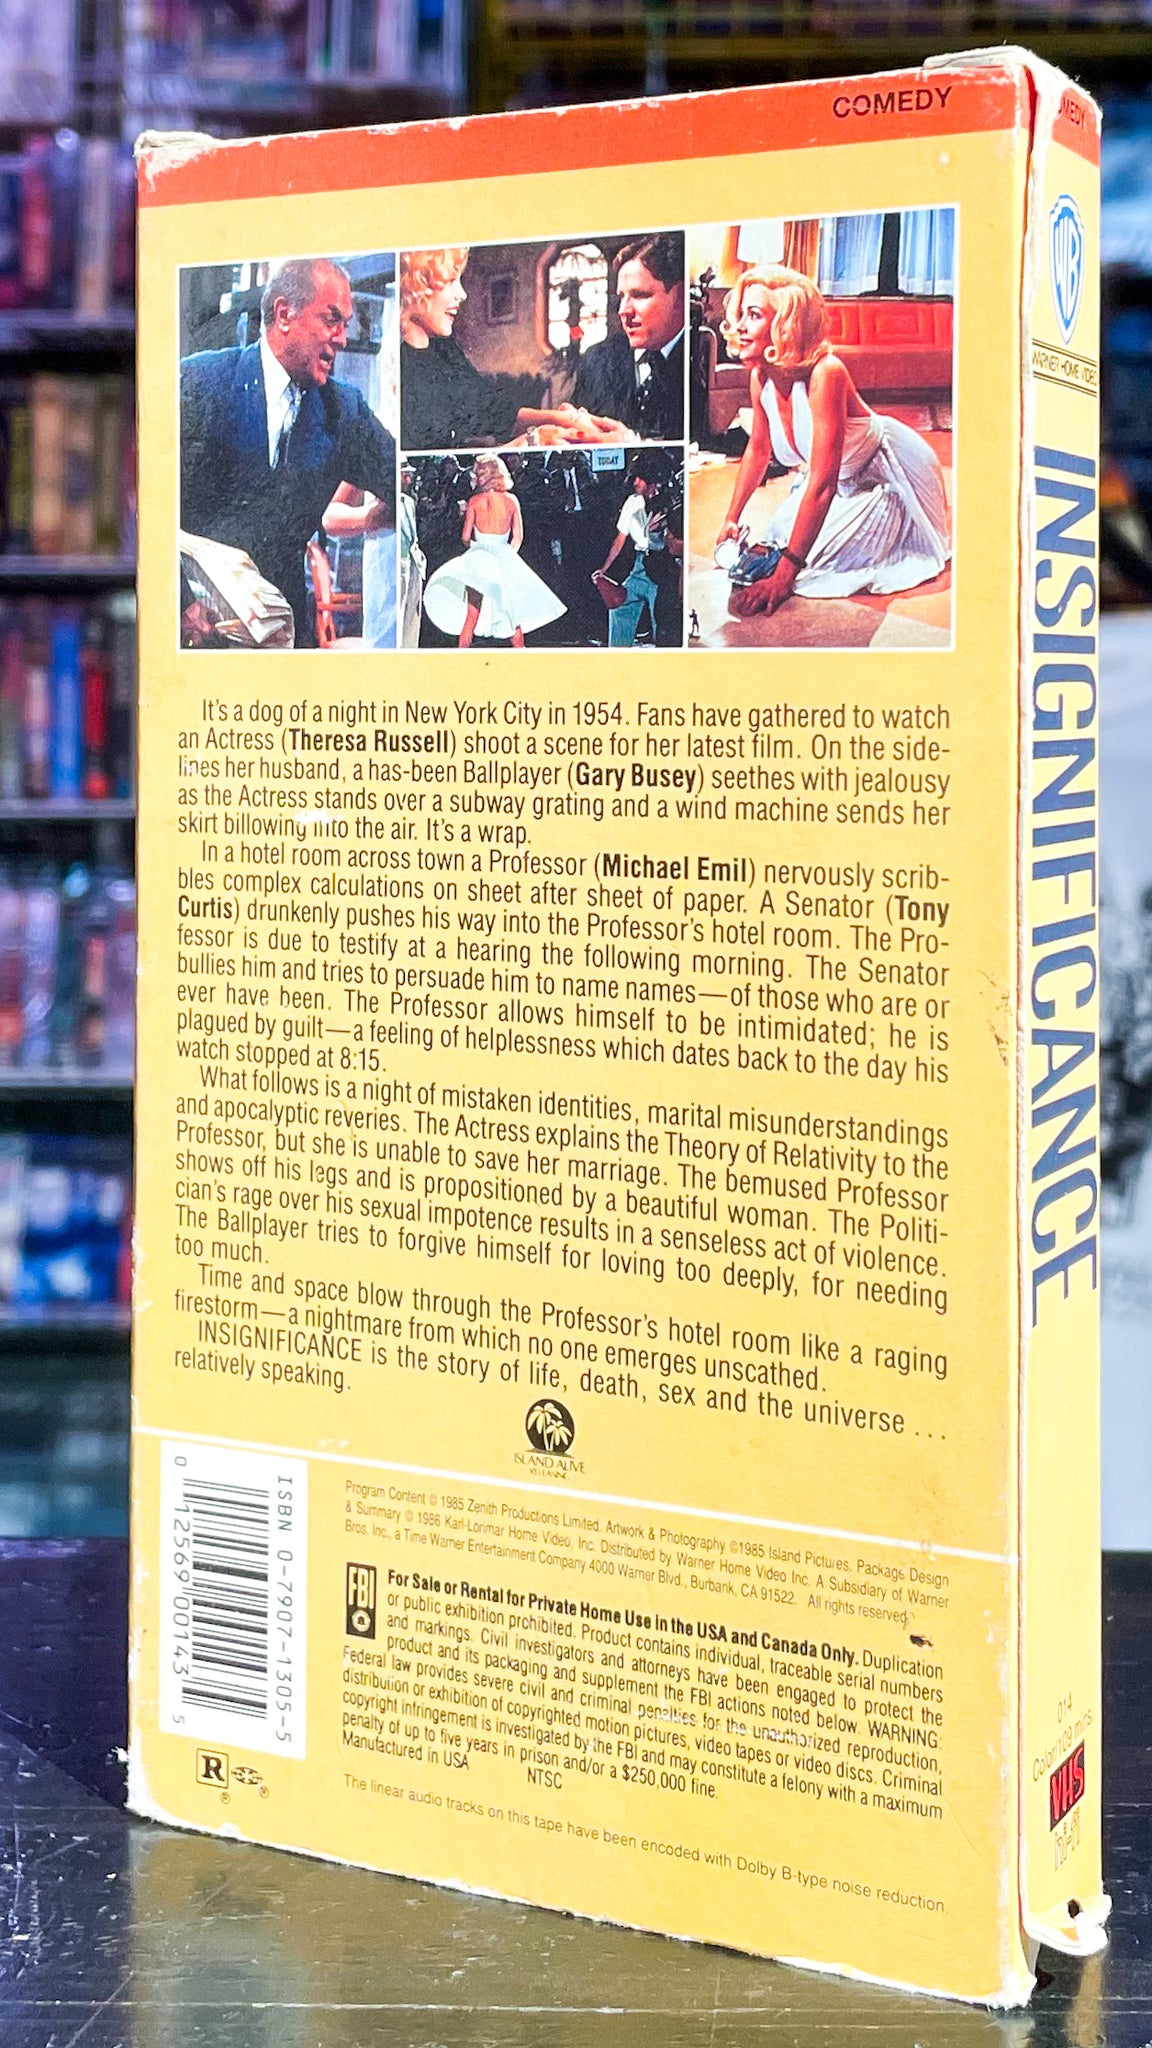 COMEDY
TODAY
It's a dog of a night in New York City in 1954. Fans have gathered to watch
an Actress (Theresa Russell) shoot a scene for her latest film. On the side-
lines her husband, a has-been Ballplayer (Gary Busey) seethes with jealousy
as the Actress stands over a subway grating and a wind machine sends her
skirt billowing into the air. It's a wrap.
In a hotel room across town a Professor (Michael Emil) nervously scrib-
bles complex calculations on sheet after sheet of paper. A Senator (Tony
Curtis) drunkenly pushes his way into the Professor's hotel room. The Pro-
fessor is due to testify at a hearing the following morning. The Senator
bullies him and tries to persuade him to name names—of those who are or
ever have been. The Professor allows himself to be intimidated; he is
plagued by guilt—a feeling of helplessness which dates back to the day his
watch stopped at 8:15.
What follows is a night of mistaken identities, marital misunderstandings
and apocalyptic reveries. The Actress explains the Theory of Relativity to the
Professor, but she is unable to save her marriage. The bemused Professor
shows off his legs and is propositioned by a beautiful woman. The Politi-
cian's rage over his sexual impotence results in a senseless act of violence.
The Ballplayer tries to forgive himself for loving too deeply, for needing
too much.
Time and space blow through the Professor's hotel room like a raging
firestorm—a nightmare from which no one emerges unscathed.
INSIGNIFICANCE is the story of life, death, sex and the universe ...
relatively speaking.
ISLAND ALIVE
RELEASING
ISBN 0-7907-1305-5
0 12569 00143 5
Program Content © 1985 Zenith Productions Limited. Artwork & Photography ©1985 Island Pictures. Package Design
& Summary © 1986 Karl-Lorimar Home Video, Inc. Distributed by Warner Home Video Inc. A Subsidiary of Warner
Bros. Inc., a Time Warner Entertainment Company 4000 Warner Blvd., Burbank, CA 91522. All rights reserved.
FBI
For Sale or Rental for Private Home Use in the USA and Canada Only. Duplication
or public exhibition prohibited. Product contains individual, traceable serial numbers
and markings. Civil investigators and attorneys have been engaged to protect the
product and its packaging and supplement the FBI actions noted below. WARNING:
Federal law provides severe civil and criminal penalties for the unauthorized reproduction,
distribution or exhibition of copyrighted motion pictures, video tapes or video discs. Criminal
copyright infringement is investigated by the FBI and may constitute a felony with a maximum
penalty of up to five years in prison and/or a $250,000 fine.
Manufactured in USA NTSC
R
The linear audio tracks on this tape have been encoded with Dolby B-type noise reduction.
COMEDY
WB
WARNER HOME VIDEO
INSIGNIFICANCE
014
Color/109 mins.
VHS